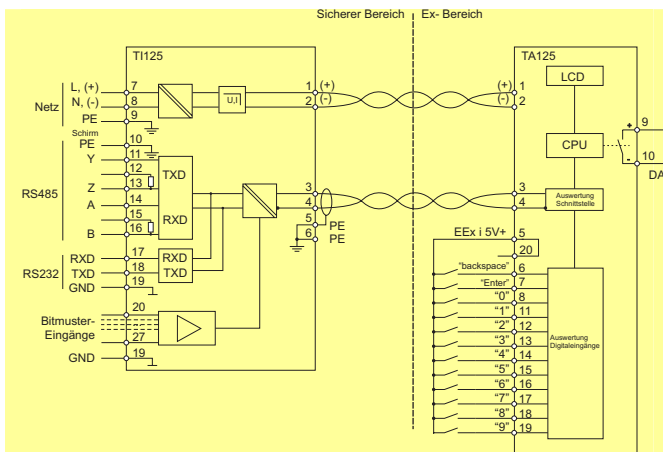 Sicherer Bereich Ex- Bereich
TI125
TA125
Netz
L, (+) 7
N, (-) 8
PE 9
U,I
1 (+)
2 (-)
(+) 1
(-) 2
LCD
CPU
+ 9
- 10
DA
Schirm
PE 10
RS485
Y 11
12
Z 13
A 14
15
B 16
TXD
RXD
3
4
5 PE
6 PE
3
4
Auswertung
Schnittstelle
RS232
RXD 17
TXD 18
GND 19
RXD
TXD
Bitmuster-
Eingänge
20
27
GND 19
EEx i 5V+ 5
20
"backspace" 6
"Enter" 7
"0" 8
"1" 11
"2" 12
"3" 13
"4" 14
"5" 15
"6" 16
"7" 17
"8" 18
"9" 19
Auswertung
Digitaleingänge